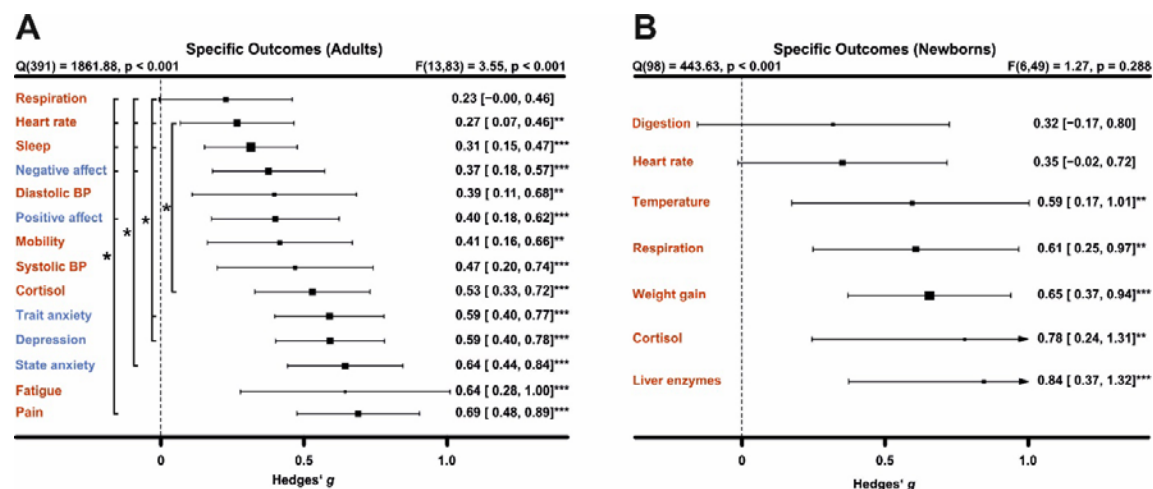 A
Specific Outcomes (Adults)
Q(391) = 1861.88, p < 0.001 F(13,83) = 3.55, p < 0.001
Respiration 0.23 [−0.00, 0.46]
Heart rate 0.27 [ 0.07, 0.46]**
Sleep 0.31 [ 0.15, 0.47]***
Negative affect 0.37 [ 0.18, 0.57]***
Diastolic BP 0.39 [ 0.11, 0.68]**
Positive affect 0.40 [ 0.18, 0.62]***
Mobility 0.41 [ 0.16, 0.66]**
Systolic BP 0.47 [ 0.20, 0.74]***
Cortisol 0.53 [ 0.33, 0.72]***
Trait anxiety 0.59 [ 0.40, 0.77]***
Depression 0.59 [ 0.40, 0.78]***
State anxiety 0.64 [ 0.44, 0.84]***
Fatigue 0.64 [ 0.28, 1.00]***
Pain 0.69 [ 0.48, 0.89]***
* * * *
0 0.5 1.0
Hedges' g
B
Specific Outcomes (Newborns)
Q(98) = 443.63, p < 0.001 F(6,49) = 1.27, p = 0.288
Digestion 0.32 [−0.17, 0.80]
Heart rate 0.35 [−0.02, 0.72]
Temperature 0.59 [ 0.17, 1.01]**
Respiration 0.61 [ 0.25, 0.97]**
Weight gain 0.65 [ 0.37, 0.94]***
Cortisol 0.78 [ 0.24, 1.31]**
Liver enzymes 0.84 [ 0.37, 1.32]***
0 0.5 1.0
Hedges' g